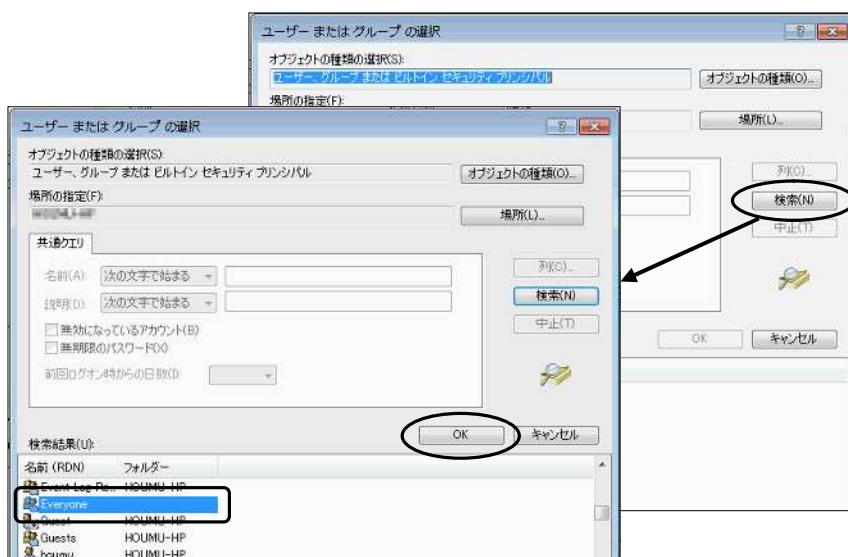 ユーザー または グループ の選択
オブジェクトの種類の選択(S):
ユーザー、グループ または ビルトイン セキュリティ プリンシパル
オブジェクトの種類(O)...
場所の指定(F):
場所(L)...
列(C)...
検索(N)
中止(T)
OK
キャンセル
ユーザー または グループ の選択
オブジェクトの種類の選択(S):
ユーザー、グループ または ビルトイン セキュリティ プリンシパル
オブジェクトの種類(O)...
場所の指定(F):
場所(L)...
共通クエリ
名前(A):
次の文字で始まる
説明(D):
次の文字で始まる
無効になっているアカウント(B)
無期限のパスワード(X)
前回ログオン時からの日数(I):
列(C)...
検索(N)
中止(T)
OK
キャンセル
検索結果(U):
名前 (RDN) フォルダー
Event Log Re... HOUMU-HP
Everyone
Guest HOUMU-HP
Guests HOUMU-HP
houmu HOUMU-HP